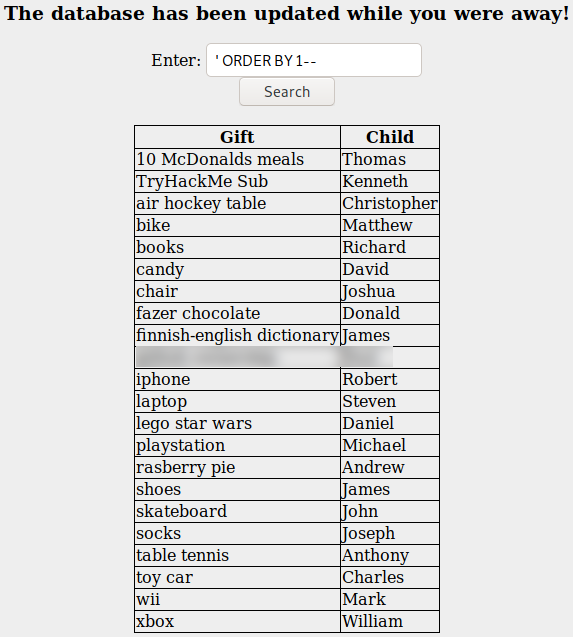 The database has been updated while you were away!
Enter: ' ORDER BY 1--
Search
Gift Child
10 McDonalds meals Thomas
TryHackMe Sub Kenneth
air hockey table Christopher
bike Matthew
books Richard
candy David
chair Joshua
fazer chocolate Donald
finnish-english dictionary James
iphone Robert
laptop Steven
lego star wars Daniel
playstation Michael
rasberry pie Andrew
shoes James
skateboard John
socks Joseph
table tennis Anthony
toy car Charles
wii Mark
xbox William